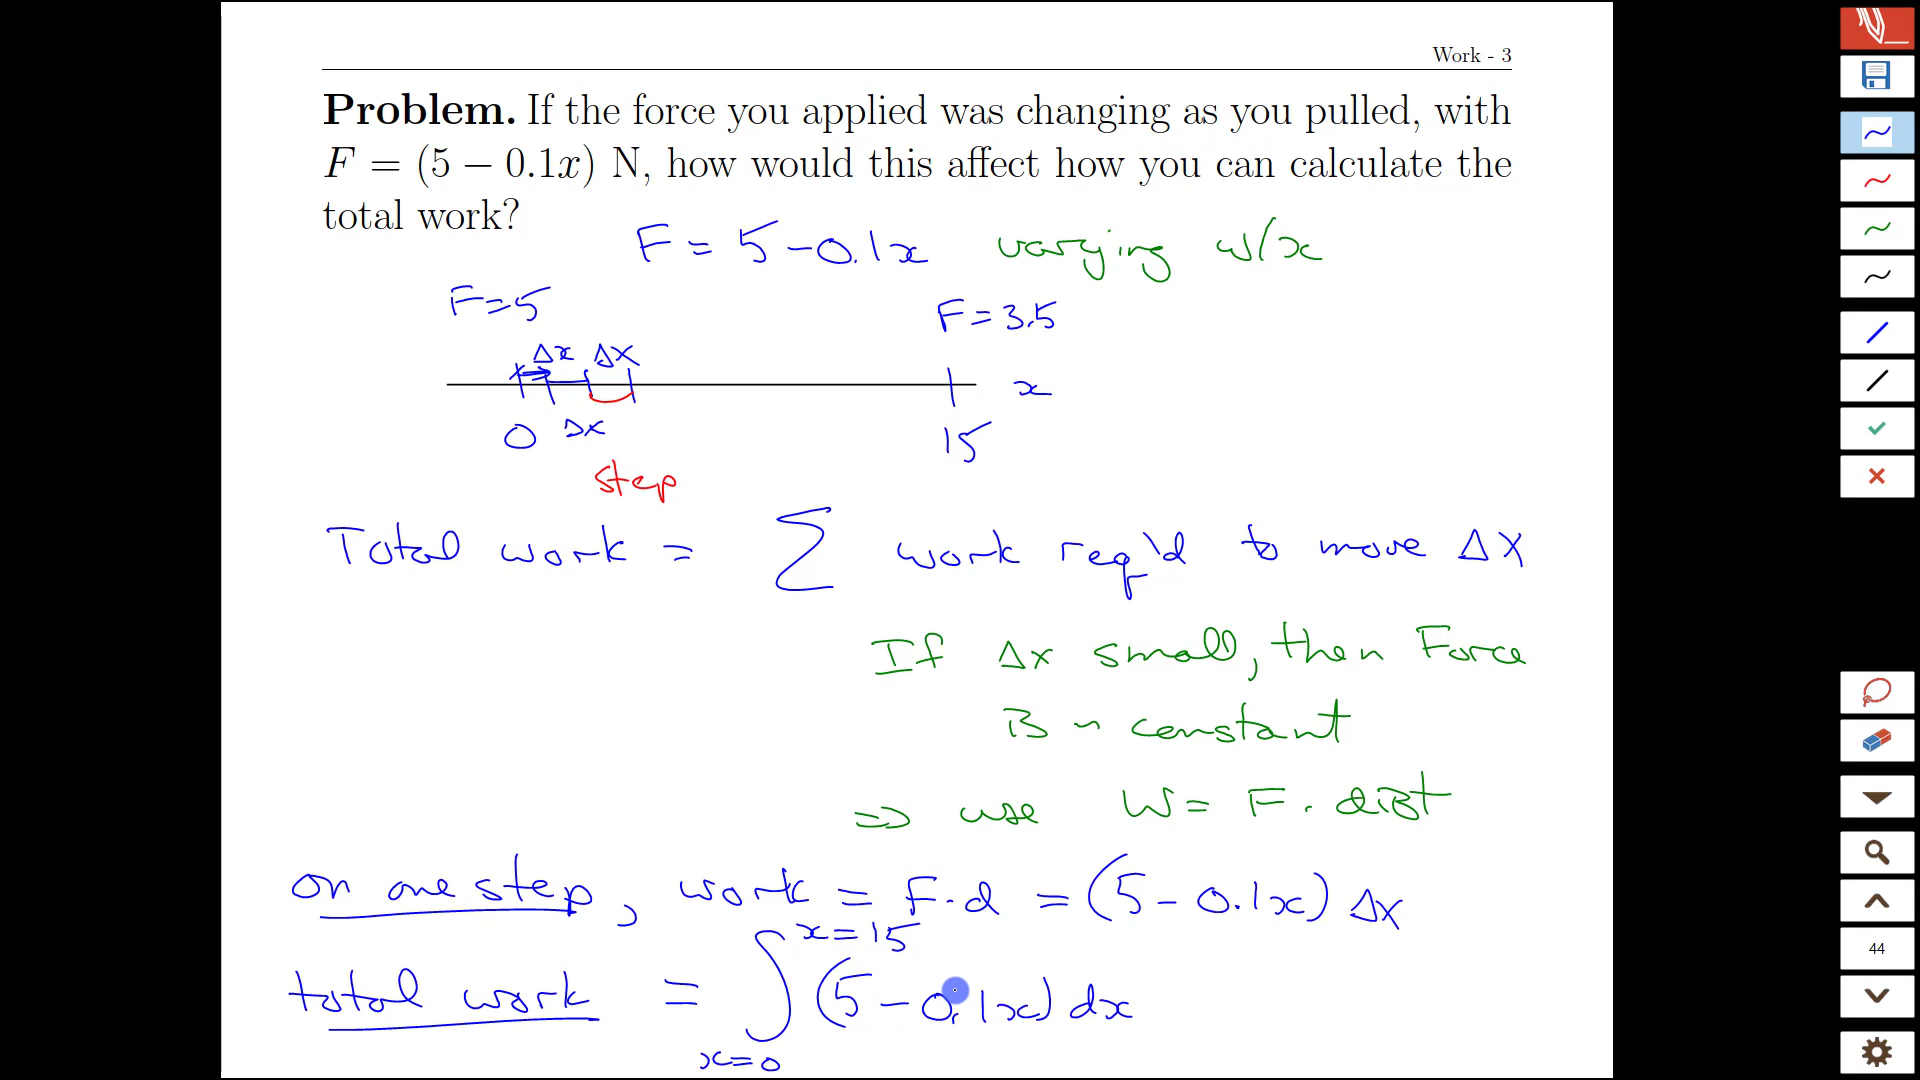 Work - 3
Problem. If the force you applied was changing as you pulled, with
F = (5 − 0.1x) N, how would this affect how you can calculate the
total work?
F = 5 - 0.1x varying w/x
F=5 F=3.5
Δx Δx
x
0 Δx 15
step
Total work = Σ work req'd to move Δx
If Δx small, then Force
is ~ constant
⇒ use W = F · dist
on one step, work = F·d = (5 - 0.1x) Δx
x=15
total work = ∫ (5 - 0.1x) dx
x=0
44